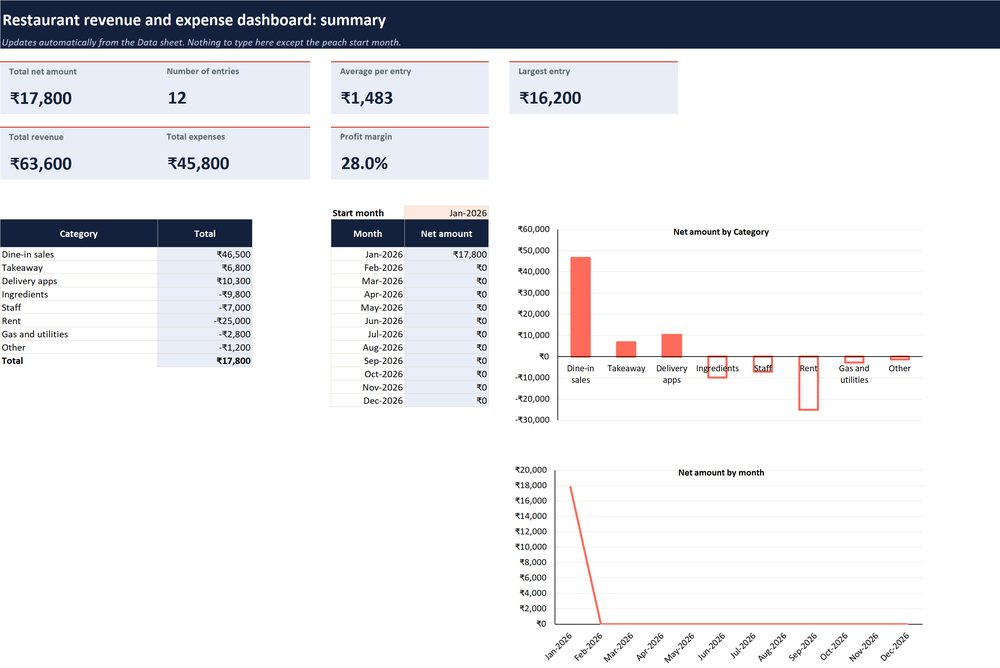 Restaurant revenue and expense dashboard: summary
Updates automatically from the Data sheet. Nothing to type here except the peach start month.
Total net amount Number of entries Average per entry Largest entry
₹17,800 12 ₹1,483 ₹16,200
Total revenue Total expenses Profit margin
₹63,600 ₹45,800 28.0%
Category Total
Dine-in sales ₹46,500
Takeaway ₹6,800
Delivery apps ₹10,300
Ingredients -₹9,800
Staff -₹7,000
Rent -₹25,000
Gas and utilities -₹2,800
Other -₹1,200
Total ₹17,800
Start month Jan-2026
Month Net amount
Jan-2026 ₹17,800
Feb-2026 ₹0
Mar-2026 ₹0
Apr-2026 ₹0
May-2026 ₹0
Jun-2026 ₹0
Jul-2026 ₹0
Aug-2026 ₹0
Sep-2026 ₹0
Oct-2026 ₹0
Nov-2026 ₹0
Dec-2026 ₹0
Net amount by Category
₹60,000
₹50,000
₹40,000
₹30,000
₹20,000
₹10,000
₹0
-₹10,000
-₹20,000
-₹30,000
Dine-in sales Takeaway Delivery apps Ingredients Staff Rent Gas and utilities Other
Net amount by month
₹20,000
₹18,000
₹16,000
₹14,000
₹12,000
₹10,000
₹8,000
₹6,000
₹4,000
₹2,000
₹0
Jan-2026 Feb-2026 Mar-2026 Apr-2026 May-2026 Jun-2026 Jul-2026 Aug-2026 Sep-2026 Oct-2026 Nov-2026 Dec-2026